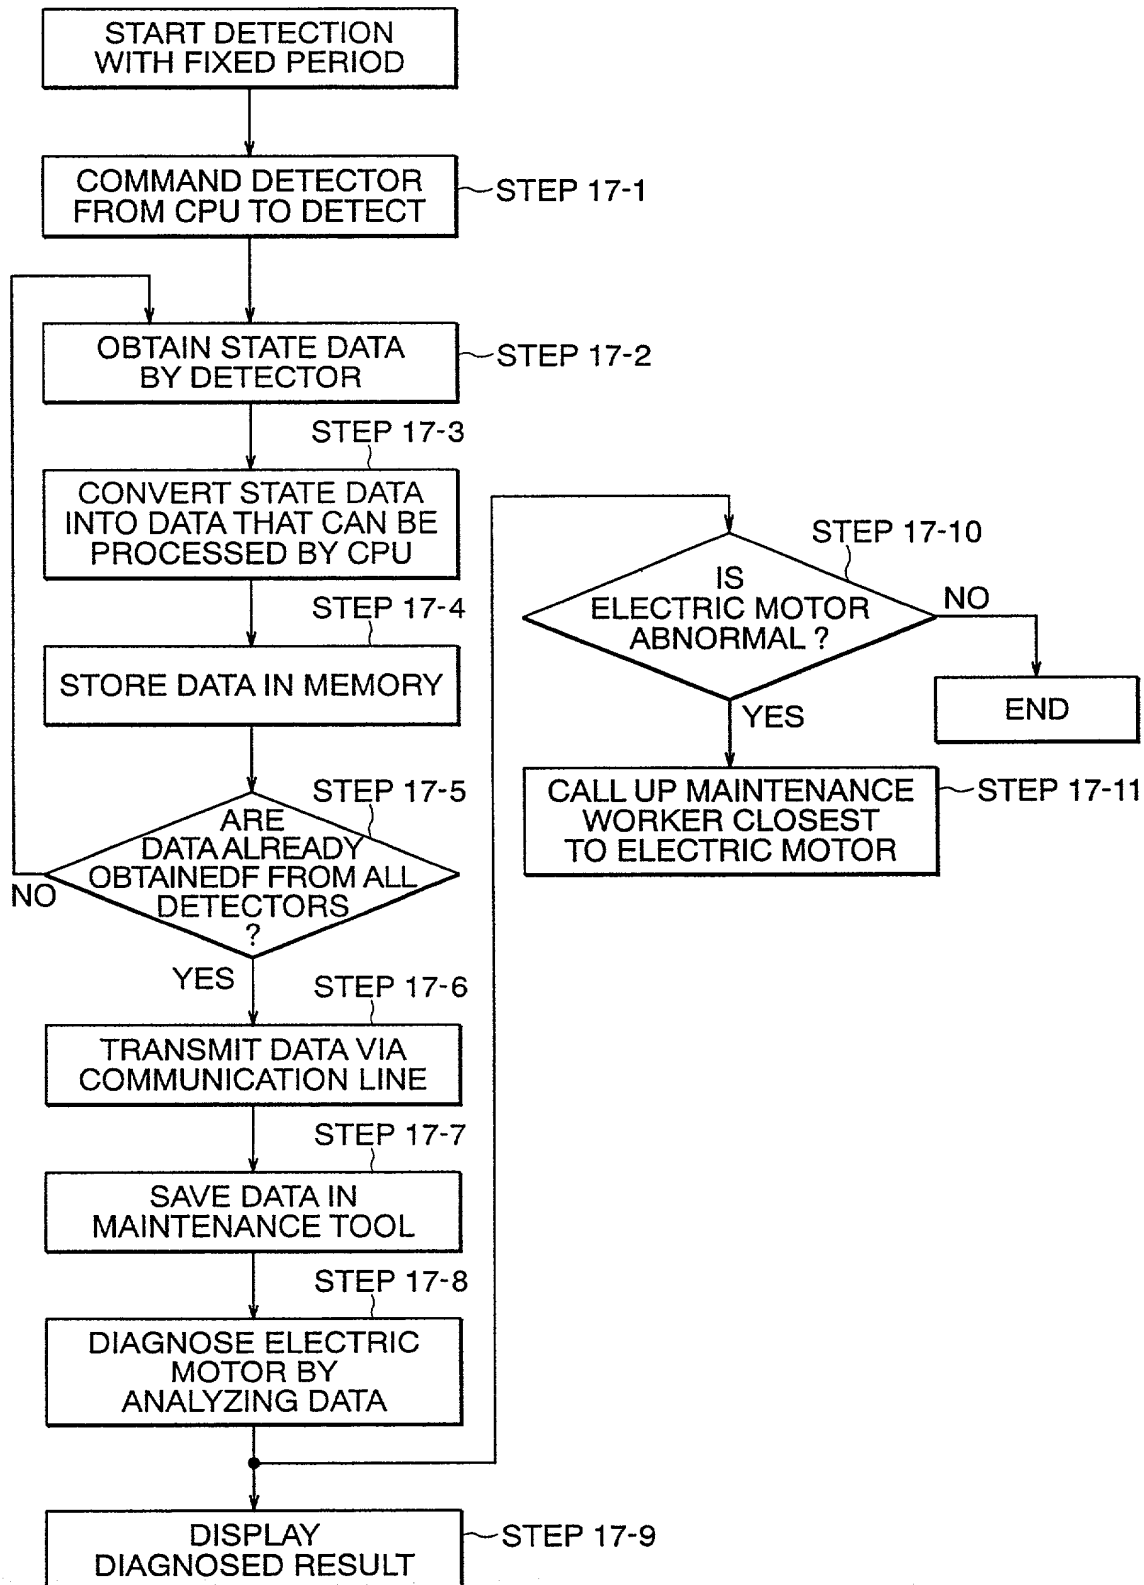 START DETECTION
WITH FIXED PERIOD
COMMAND DETECTOR
FROM CPU TO DETECT
STEP 17-1
OBTAIN STATE DATA
BY DETECTOR
STEP 17-2
STEP 17-3
CONVERT STATE DATA
INTO DATA THAT CAN BE
PROCESSED BY CPU
STEP 17-4
STORE DATA IN MEMORY
STEP 17-5
ARE
DATA ALREADY
OBTAINEDF FROM ALL
DETECTORS
?
NO
YES
STEP 17-6
TRANSMIT DATA VIA
COMMUNICATION LINE
STEP 17-7
SAVE DATA IN
MAINTENANCE TOOL
STEP 17-8
DIAGNOSE ELECTRIC
MOTOR BY
ANALYZING DATA
DISPLAY
DIAGNOSED RESULT
STEP 17-9
STEP 17-10
IS
ELECTRIC MOTOR
ABNORMAL ?
NO
END
YES
CALL UP MAINTENANCE
WORKER CLOSEST
TO ELECTRIC MOTOR
STEP 17-11